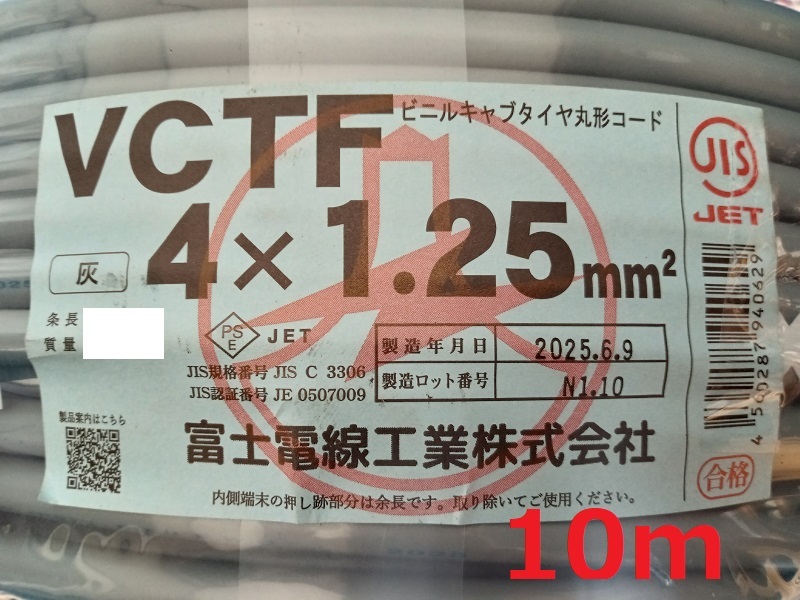 VCTF
ビニルキャブタイヤ丸形コード
4×1.25mm²
灰
条長
質量
PS
E
JET
JIS規格番号 JIS C 3306
JIS認証番号 JE 0507009
製造年月日 2025.6.9
製造ロット番号 N1.10
製品案内はこちら
富士電線工業株式会社
内側端末の押し跡部分は余長です。取り除いてご使用ください。
JIS
JET
4 560287 940629
合格
10m